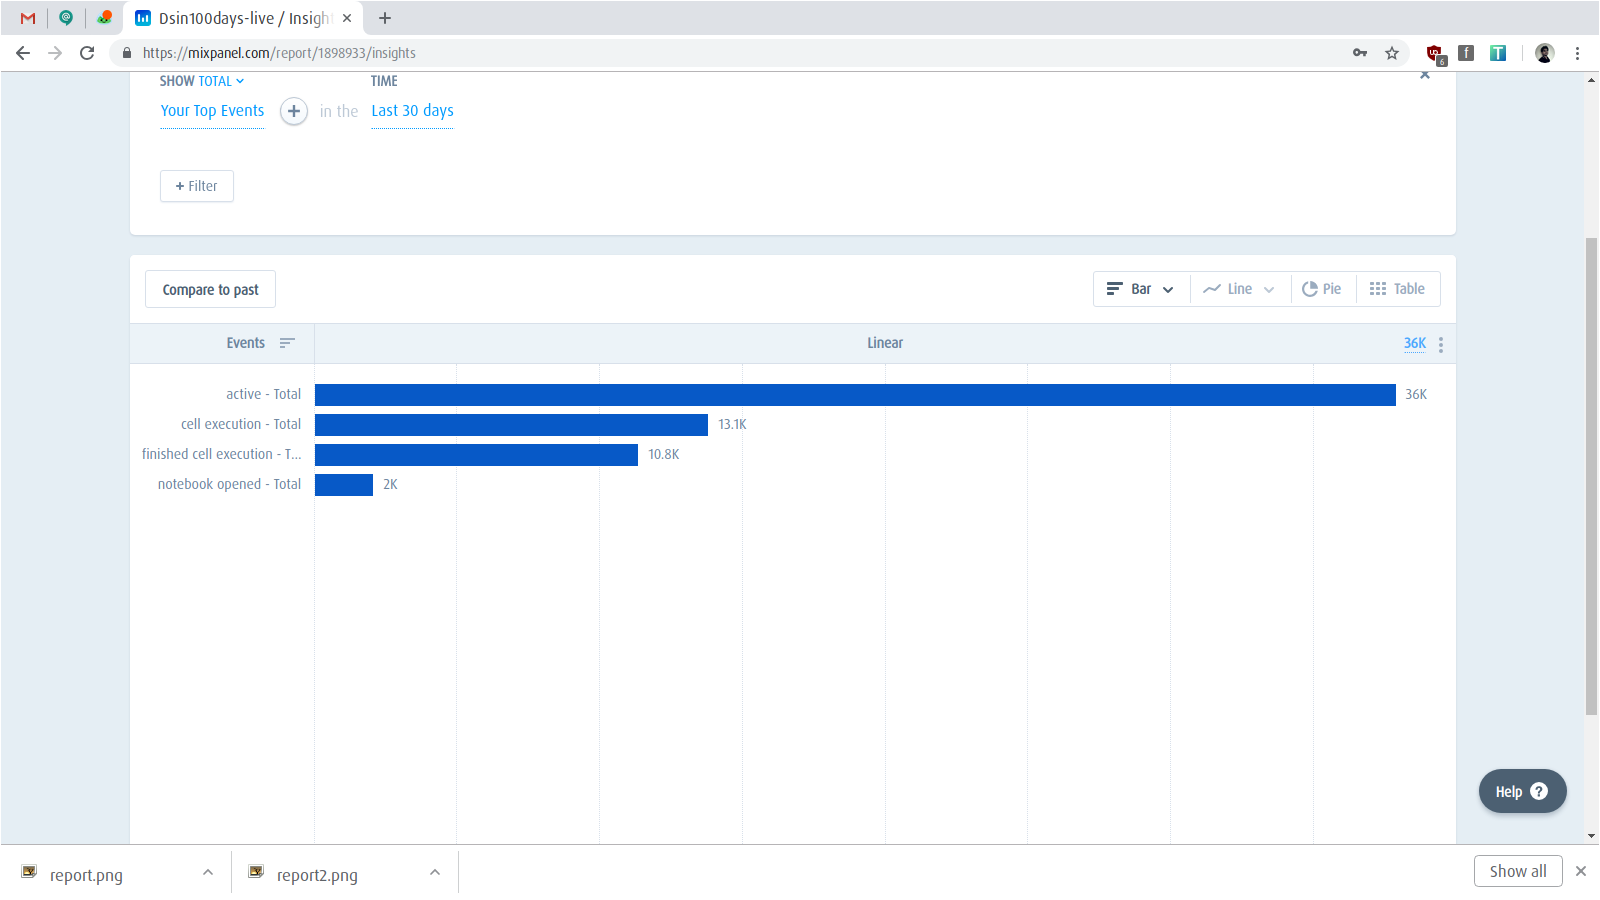 Dsin100days-live / Insight
https://mixpanel.com/report/1898933/insights
6
f
T
SHOW TOTAL
TIME
Your Top Events
in the
Last 30 days
+ Filter
Compare to past
Bar
Line
Pie
Table
Events
Linear
36K
active - Total
36K
cell execution - Total
13.1K
finished cell execution - T...
10.8K
notebook opened - Total
2K
Help ?
report.png
report2.png
Show all